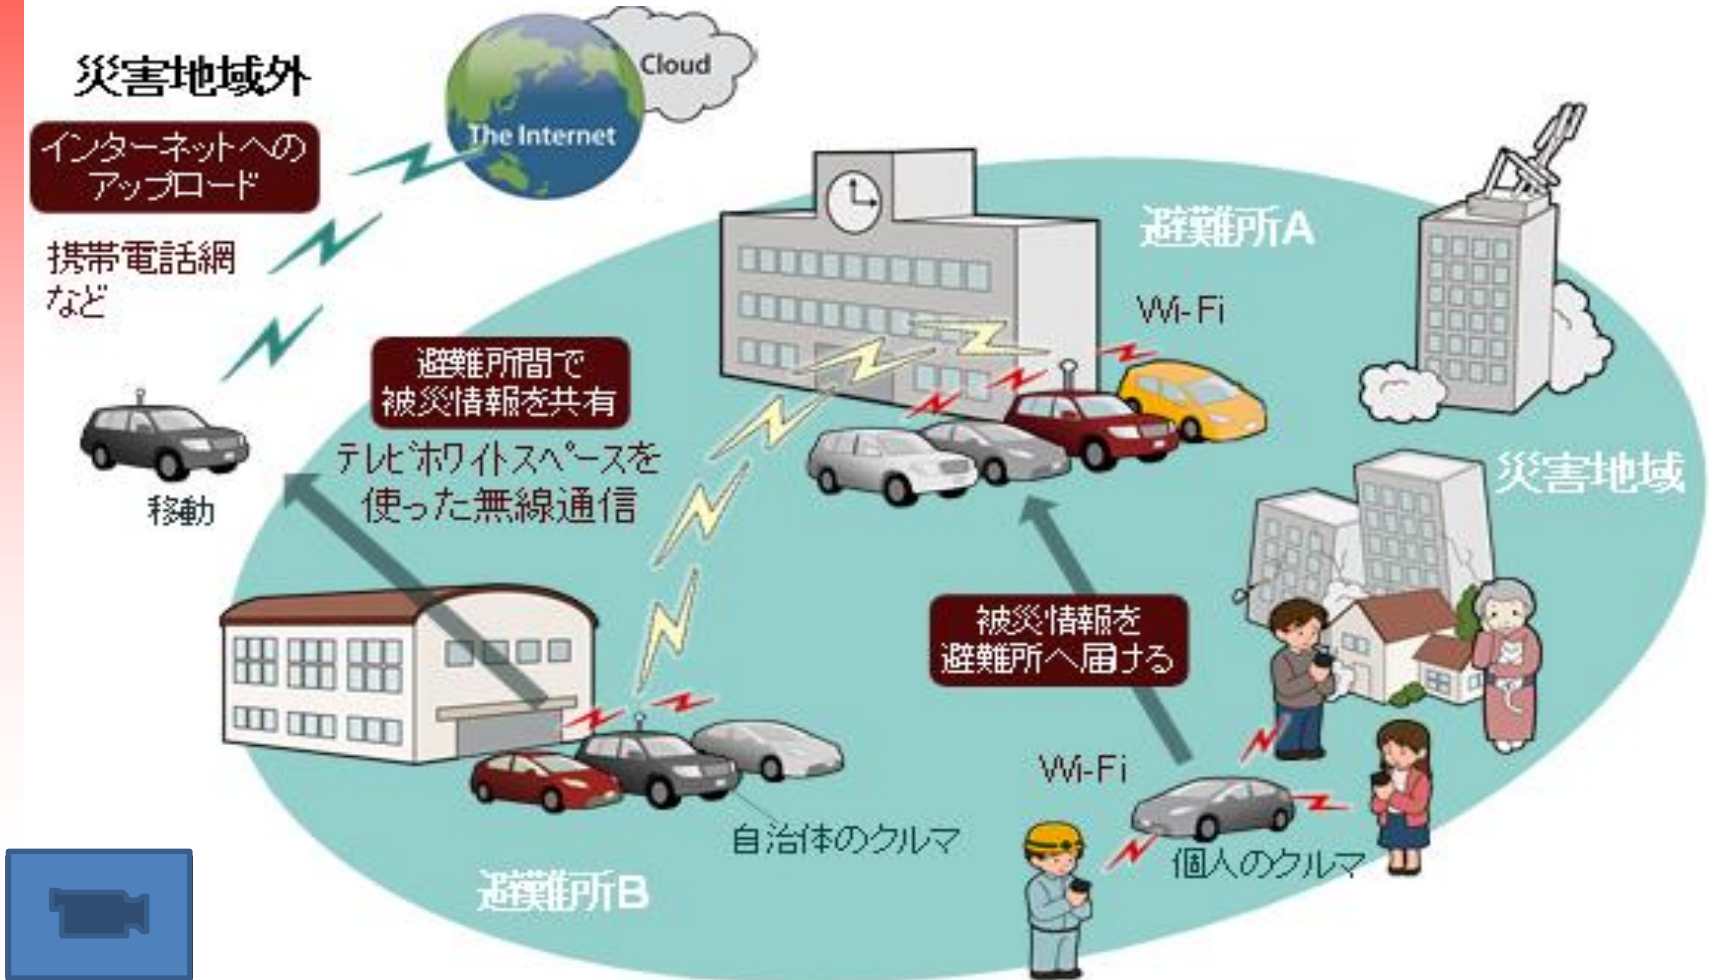 災害地域外
Cloud
The Internet
インターネットへの
アップロード
携帯電話網
など
避難所A
Wi-Fi
避難所間で
被災情報を共有
テレビホワイトスペースを
使った無線通信
移動
災害地域
被災情報を
避難所へ届ける
Wi-Fi
自治体のクルマ
個人のクルマ
避難所B